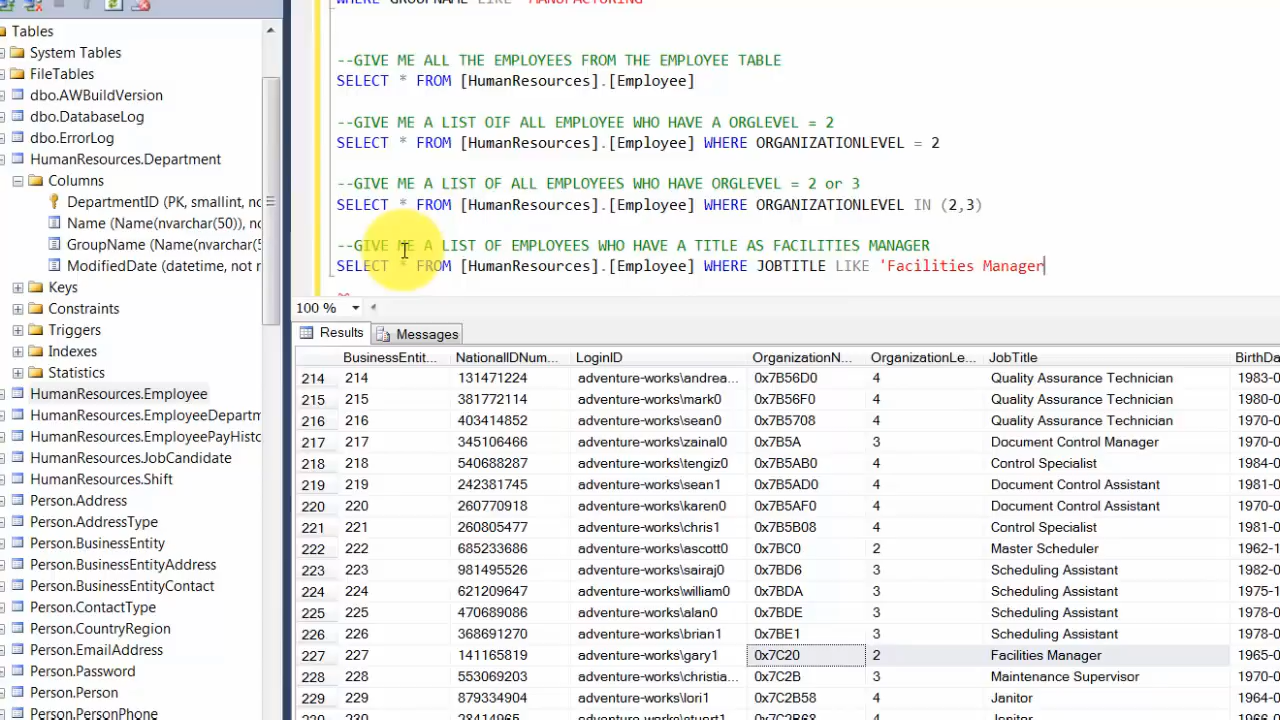 Tables
System Tables
FileTables
dbo.AWBuildVersion
dbo.DatabaseLog
dbo.ErrorLog
HumanResources.Department
Columns
DepartmentID (PK, smallint, no
Name (Name(nvarchar(50)), no
GroupName (Name(nvarchar(5
ModifiedDate (datetime, not n
Keys
Constraints
Triggers
Indexes
Statistics
HumanResources.Employee
HumanResources.EmployeeDepartm
HumanResources.EmployeePayHisto
HumanResources.JobCandidate
HumanResources.Shift
Person.Address
Person.AddressType
Person.BusinessEntity
Person.BusinessEntityAddress
Person.BusinessEntityContact
Person.ContactType
Person.CountryRegion
Person.EmailAddress
Person.Password
Person.Person
Person.PersonPhone
WHERE GROUPNAME LIKE 'MANUFACTURING'
--GIVE ME ALL THE EMPLOYEES FROM THE EMPLOYEE TABLE
SELECT * FROM [HumanResources].[Employee]
--GIVE ME A LIST OIF ALL EMPLOYEE WHO HAVE A ORGLEVEL = 2
SELECT * FROM [HumanResources].[Employee] WHERE ORGANIZATIONLEVEL = 2
--GIVE ME A LIST OF ALL EMPLOYEES WHO HAVE ORGLEVEL = 2 or 3
SELECT * FROM [HumanResources].[Employee] WHERE ORGANIZATIONLEVEL IN (2,3)
--GIVE ME A LIST OF EMPLOYEES WHO HAVE A TITLE AS FACILITIES MANAGER
SELECT * FROM [HumanResources].[Employee] WHERE JOBTITLE LIKE 'Facilities Manager
100 %
Results Messages
BusinessEntit... NationalIDNum... LoginID OrganizationN... OrganizationLe... JobTitle BirthDa
214 214 131471224 adventure-works\andrea... 0x7B56D0 4 Quality Assurance Technician 1983-0
215 215 381772114 adventure-works\mark0 0x7B56F0 4 Quality Assurance Technician 1980-0
216 216 403414852 adventure-works\sean0 0x7B5708 4 Quality Assurance Technician 1970-0
217 217 345106466 adventure-works\zainal0 0x7B5A 3 Document Control Manager 1970-0
218 218 540688287 adventure-works\tengiz0 0x7B5AB0 4 Control Specialist 1984-0
219 219 242381745 adventure-works\sean1 0x7B5AD0 4 Document Control Assistant 1981-0
220 220 260770918 adventure-works\karen0 0x7B5AF0 4 Document Control Assistant 1970-0
221 221 260805477 adventure-works\chris1 0x7B5B08 4 Control Specialist 1981-0
222 222 685233686 adventure-works\ascott0 0x7BC0 2 Master Scheduler 1962-1
223 223 981495526 adventure-works\sairaj0 0x7BD6 3 Scheduling Assistant 1982-0
224 224 621209647 adventure-works\william0 0x7BDA 3 Scheduling Assistant 1975-1
225 225 470689086 adventure-works\alan0 0x7BDE 3 Scheduling Assistant 1978-0
226 226 368691270 adventure-works\brian1 0x7BE1 3 Scheduling Assistant 1978-0
227 227 141165819 adventure-works\gary1 0x7C20 2 Facilities Manager 1965-0
228 228 553069203 adventure-works\christia... 0x7C2B 3 Maintenance Supervisor 1970-0
229 229 879334904 adventure-works\lori1 0x7C2B58 4 Janitor 1964-0
230 230 28414965 adventure-works\stuart1 0x7C2B68 4 Janitor 1966-0